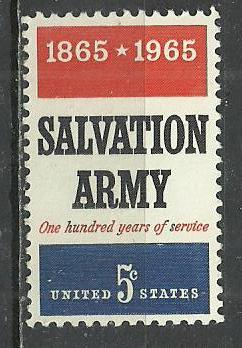 1865 ★ 1965
SALVATION
ARMY
One hundred years of service
5¢
UNITED STATES